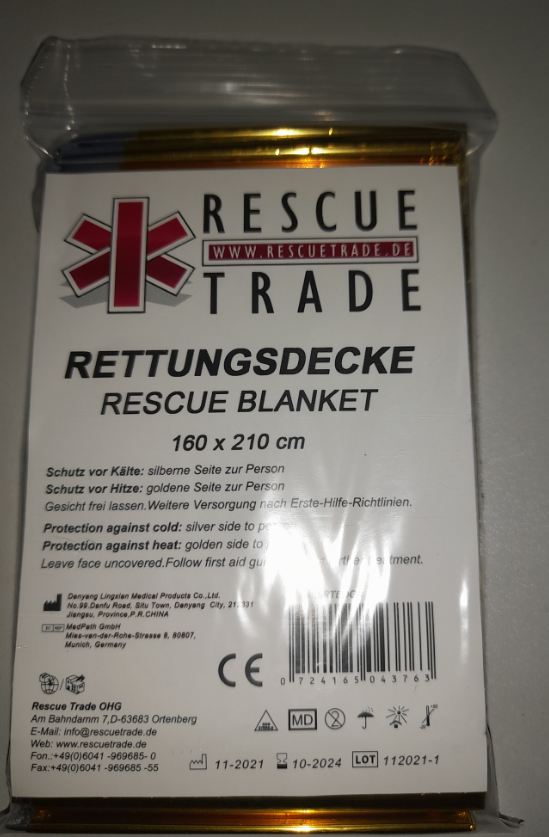 RESCUE
WWW.RESCUETRADE.DE
TRADE
RETTUNGSDECKE
RESCUE BLANKET
160 x 210 cm
Schutz vor Kälte: silberne Seite zur Person
Schutz vor Hitze: goldene Seite zur Person
Gesicht frei lassen.Weitere Versorgung nach Erste-Hilfe-Richtlinien.
Protection against cold: silver side to
Protection against heat: golden side to
Leave face uncovered.Follow first aid
Danyang Lingxian Medical Products Co.,Ltd.
No.99.Danfu Road, Situ Town, Danyang City,
Jiangsu, Province,P.R.CHINA
MedPath GmbH
Mies-van-der-Rohe-Strasse 8, 80807,
Munich, Germany
CE
0 724165 043763
Rescue Trade OHG
Am Bahndamm 7,D-63683 Ortenberg
E-Mail: info@rescuetrade.de
Web: www.rescuetrade.de
Fon.:+49(0)6041 -969685- 0
Fax:+49(0)6041 -969685 -55
MD
11-2021 10-2024 LOT 112021-1